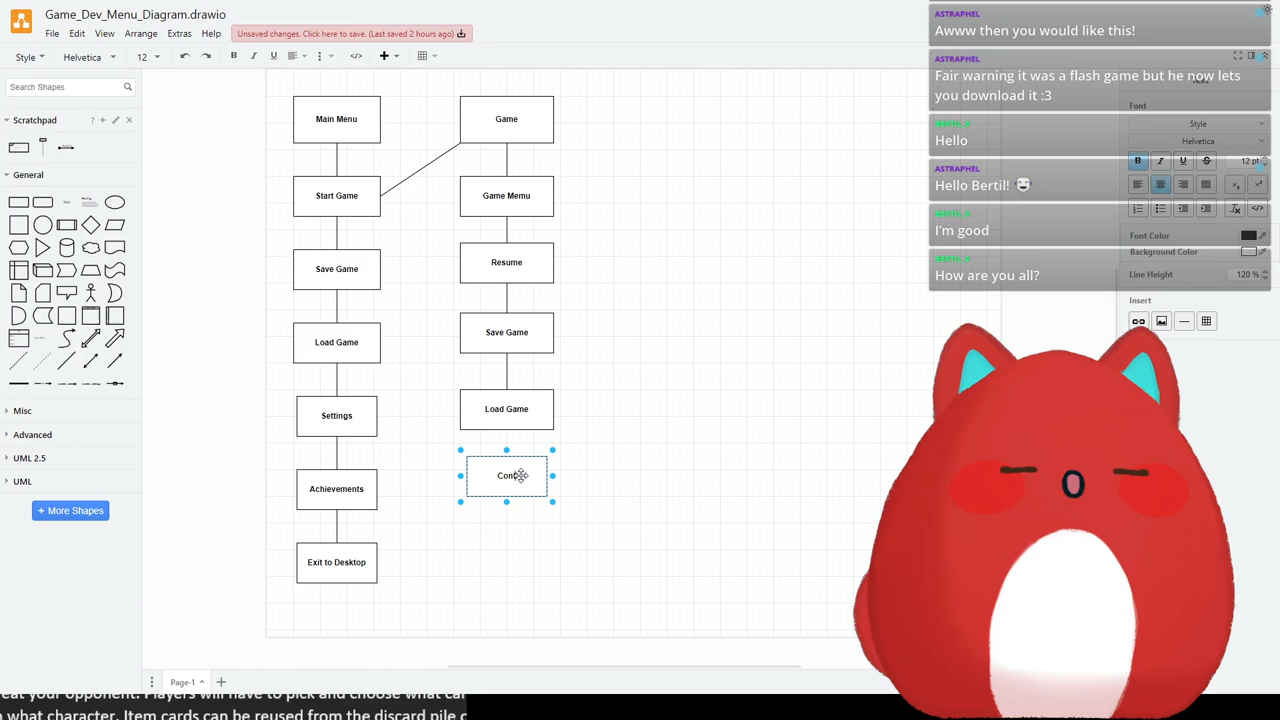 Game_Dev_Menu_Diagram.drawio
File Edit View Arrange Extras Help
Unsaved changes. Click here to save. (Last saved 2 hours ago)
Style
Helvetica
12
Search Shapes
Scratchpad
General
Misc
Advanced
UML 2.5
UML
+ More Shapes
Main Menu
Start Game
Save Game
Load Game
Settings
Achievements
Exit to Desktop
Game
Game Memu
Resume
Save Game
Load Game
Page-1
ASTRAPHEL
Awww then you would like this!
ASTRAPHEL
Fair warning it was a flash game but he now lets
you download it :3
BERTIL_P
Hello
ASTRAPHEL
Hello Bertil!
BERTIL_P
I'm good
BERTIL_P
How are you all?
Font
Style
Helvetica
12 pt
Font Color
Background Color
Line Height 120 %
Insert
your opponent. Players will have to pick and choose what
what character. Item cards can be reused from the discard pile